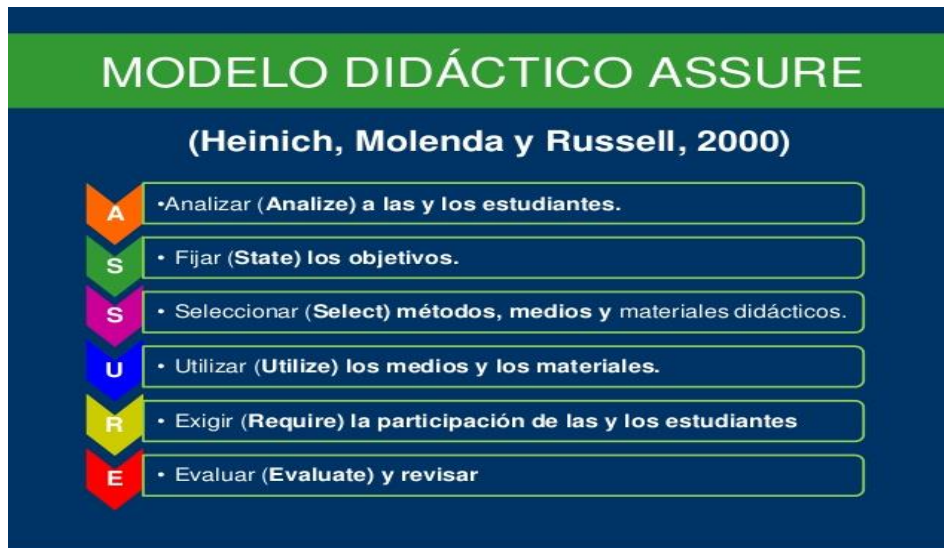 MODELO DIDÁCTICO ASSURE
(Heinich, Molenda y Russell, 2000)
A •Analizar (Analize) a las y los estudiantes.
S • Fijar (State) los objetivos.
S • Seleccionar (Select) métodos, medios y materiales didácticos.
U • Utilizar (Utilize) los medios y los materiales.
R • Exigir (Require) la participación de las y los estudiantes
E • Evaluar (Evaluate) y revisar